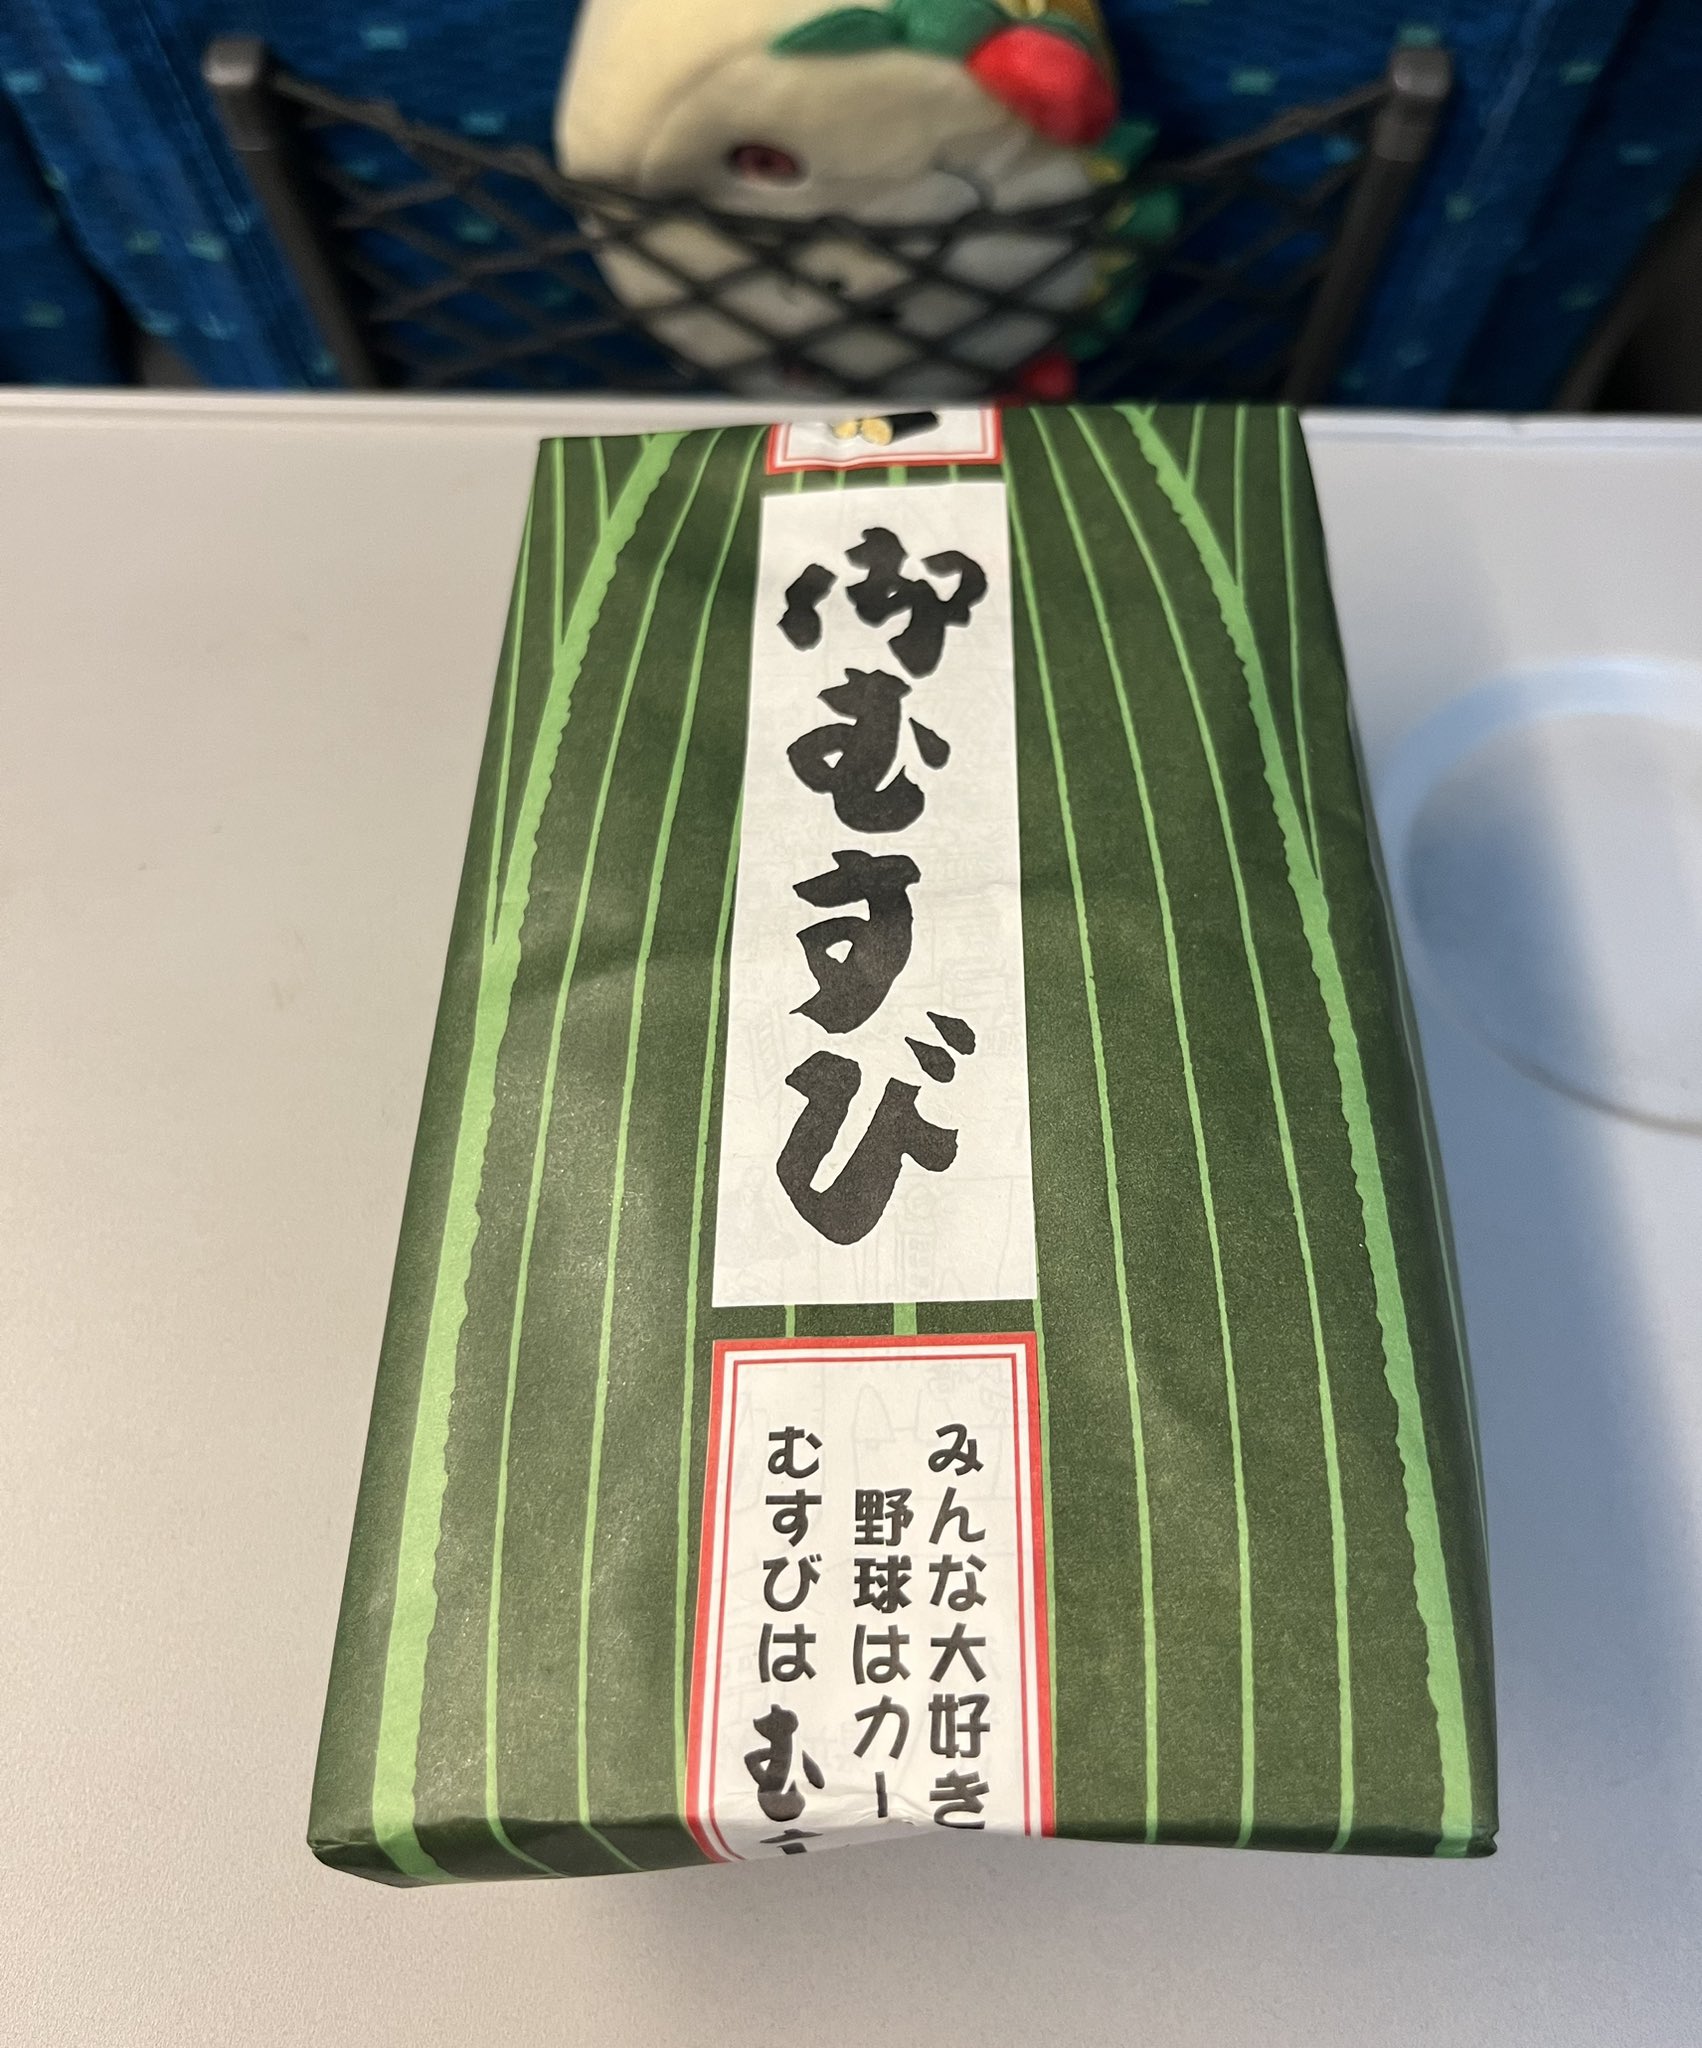 御むすび
みんな大好き
野球はカー
むすびはむ